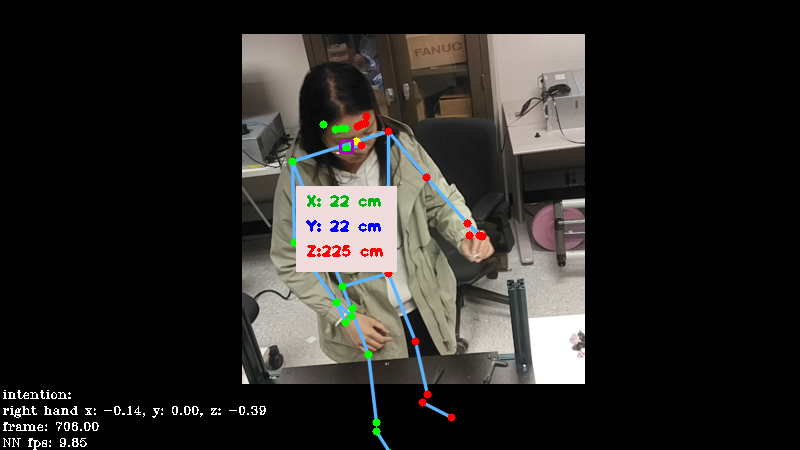 FANUC
X: 22 cm
Y: 22 cm
Z:225 cm
intention:
right hand x: -0.14, y: 0.00, z: -0.39
frame: 706.00
NN fps: 9.85